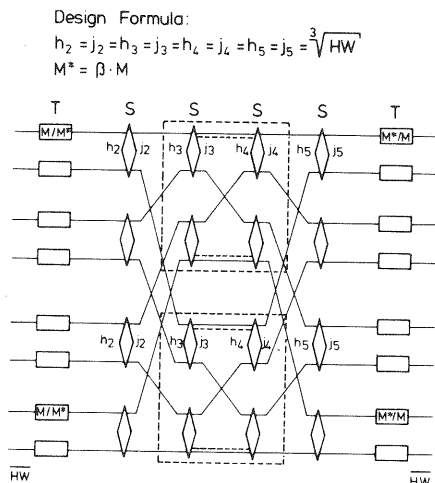 Design Formula:
h₂ = j₂ = h₃ = j₃ = h₄ = j₄ = h₅ = j₅ = ∛HW
M* = β · M
T S S S S T
M/M* h₂ j₂ h₃ j₃ h₄ j₄ h₅ j₅ M*/M
h₂ j₂ h₃ j₃ h₄ j₄ h₅ j₅
M/M* M*/M
HW HW